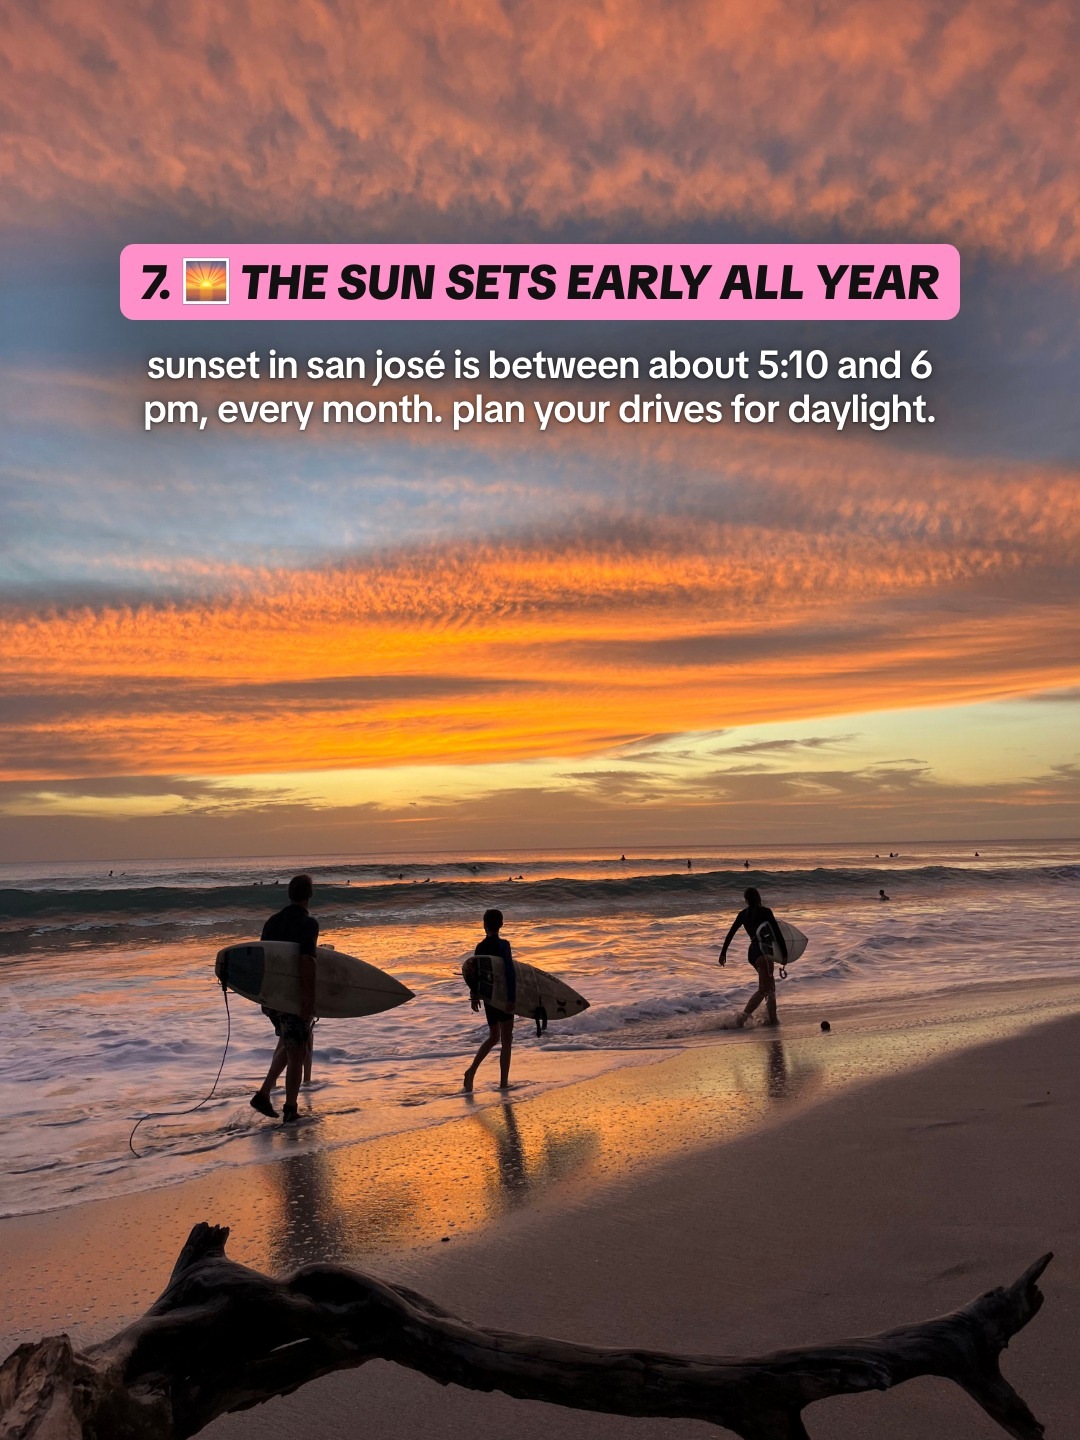 7. 🌅 THE SUN SETS EARLY ALL YEAR
sunset in san josé is between about 5:10 and 6
pm, every month. plan your drives for daylight.